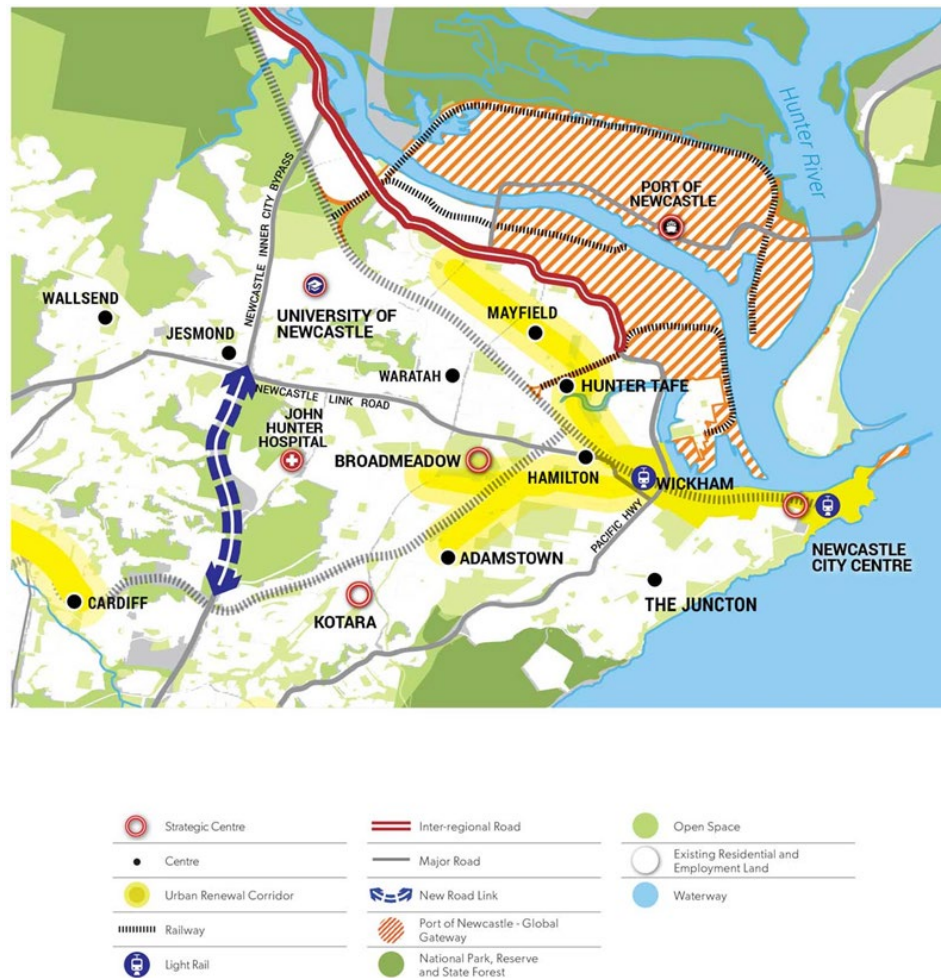 Hunter River
NEWCASTLE INNER CITY BYPASS
PORT OF
NEWCASTLE
WALLSEND
UNIVERSITY OF
NEWCASTLE
MAYFIELD
JESMOND
WARATAH
HUNTER TAFE
NEWCASTLE LINK ROAD
JOHN
HUNTER
HOSPITAL
BROADMEADOW
HAMILTON
WICKHAM
PACIFIC HWY
ADAMSTOWN
NEWCASTLE
CITY CENTRE
CARDIFF
KOTARA
THE JUNCTON
Strategic Centre
Centre
Urban Renewal Corridor
Railway
Light Rail
Inter-regional Road
Major Road
New Road Link
Port of Newcastle - Global
Gateway
National Park, Reserve
and State Forest
Open Space
Existing Residential and
Employment Land
Waterway